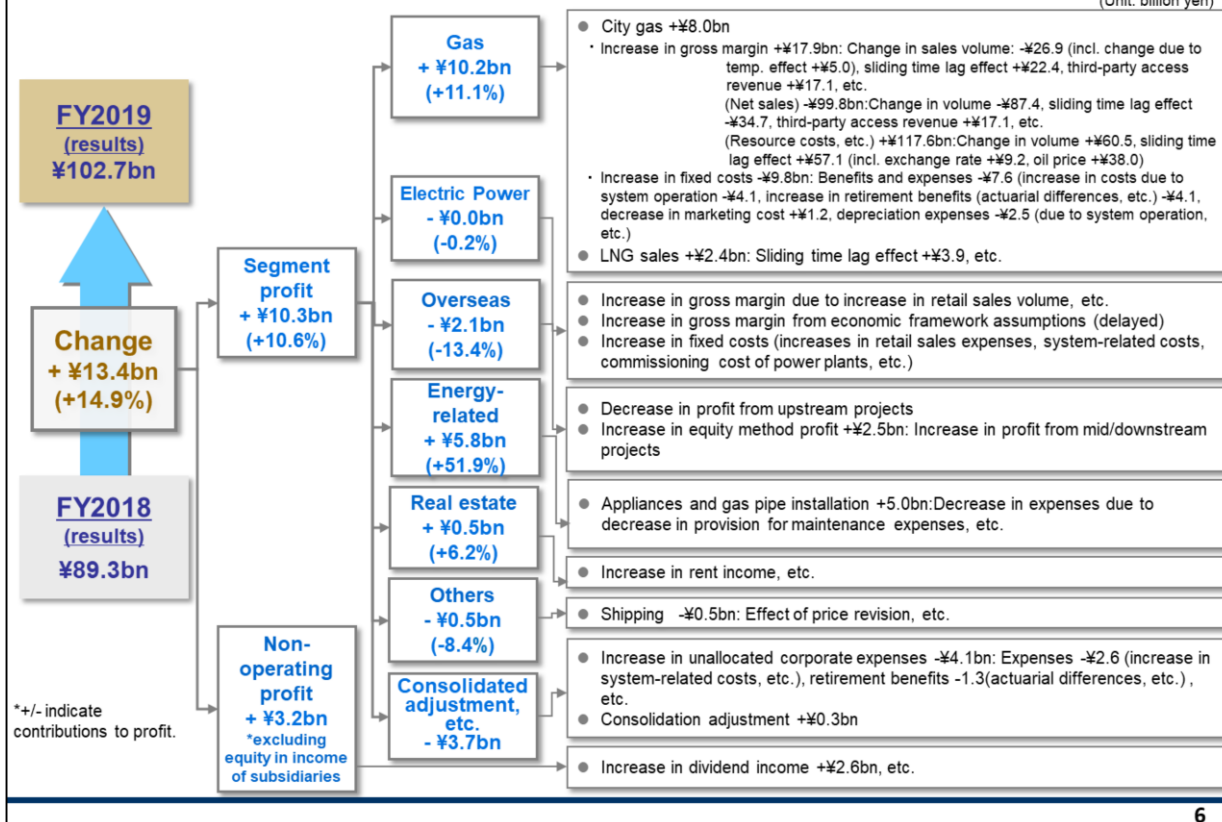 (Unit: billion yen)
FY2019
(results)
¥102.7bn
Change
+ ¥13.4bn
(+14.9%)
FY2018
(results)
¥89.3bn
*+/- indicate
contributions to profit.
Segment
profit
+ ¥10.3bn
(+10.6%)
Non-
operating
profit
+ ¥3.2bn
*excluding
equity in income
of subsidiaries
Gas
+ ¥10.2bn
(+11.1%)
Electric Power
- ¥0.0bn
(-0.2%)
Overseas
- ¥2.1bn
(-13.4%)
Energy-
related
+ ¥5.8bn
(+51.9%)
Real estate
+ ¥0.5bn
(+6.2%)
Others
- ¥0.5bn
(-8.4%)
Consolidated
adjustment,
etc.
- ¥3.7bn
● City gas +¥8.0bn
・Increase in gross margin +¥17.9bn: Change in sales volume: -¥26.9 (incl. change due to
temp. effect +¥5.0), sliding time lag effect +¥22.4, third-party access
revenue +¥17.1, etc.
(Net sales) -¥99.8bn:Change in volume -¥87.4, sliding time lag effect
-¥34.7, third-party access revenue +¥17.1, etc.
(Resource costs, etc.) +¥117.6bn:Change in volume +¥60.5, sliding time
lag effect +¥57.1 (incl. exchange rate +¥9.2, oil price +¥38.0)
・Increase in fixed costs -¥9.8bn: Benefits and expenses -¥7.6 (increase in costs due to
system operation -¥4.1, increase in retirement benefits (actuarial differences, etc.) -¥4.1,
decrease in marketing cost +¥1.2, depreciation expenses -¥2.5 (due to system operation,
etc.)
● LNG sales +¥2.4bn: Sliding time lag effect +¥3.9, etc.
● Increase in gross margin due to increase in retail sales volume, etc.
● Increase in gross margin from economic framework assumptions (delayed)
● Increase in fixed costs (increases in retail sales expenses, system-related costs,
commissioning cost of power plants, etc.)
● Decrease in profit from upstream projects
● Increase in equity method profit +¥2.5bn: Increase in profit from mid/downstream
projects
● Appliances and gas pipe installation +5.0bn:Decrease in expenses due to
decrease in provision for maintenance expenses, etc.
● Increase in rent income, etc.
● Shipping -¥0.5bn: Effect of price revision, etc.
● Increase in unallocated corporate expenses -¥4.1bn: Expenses -¥2.6 (increase in
system-related costs, etc.), retirement benefits -1.3(actuarial differences, etc.) ,
etc.
● Consolidation adjustment +¥0.3bn
● Increase in dividend income +¥2.6bn, etc.
6